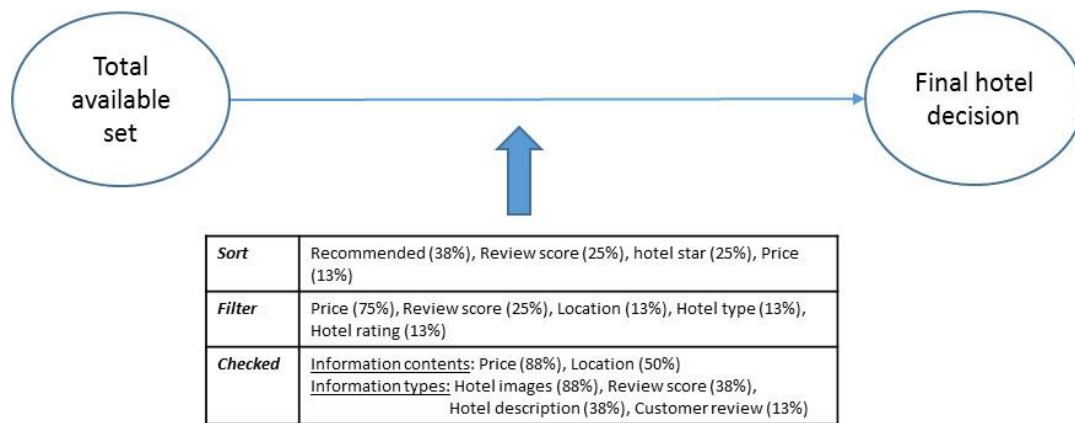 Total
available
set
Final hotel
decision
Sort
Recommended (38%), Review score (25%), hotel star (25%), Price
(13%)
Filter
Price (75%), Review score (25%), Location (13%), Hotel type (13%),
Hotel rating (13%)
Checked
Information contents: Price (88%), Location (50%)
Information types: Hotel images (88%), Review score (38%),
Hotel description (38%), Customer review (13%)